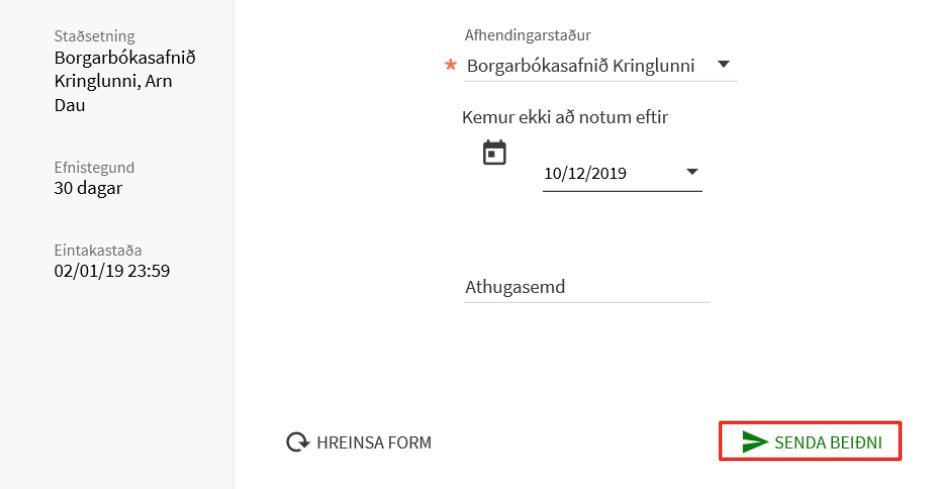 Staðsetning
Borgarbókasafnið
Kringlunni, Arn
Dau
Efnistegund
30 dagar
Eintakastaða
02/01/19 23:59
Afhendingarstaður
* Borgarbókasafnið Kringlunni
Kemur ekki að notum eftir
10/12/2019
Athugasemd
HREINSA FORM
SENDA BEIÐNI